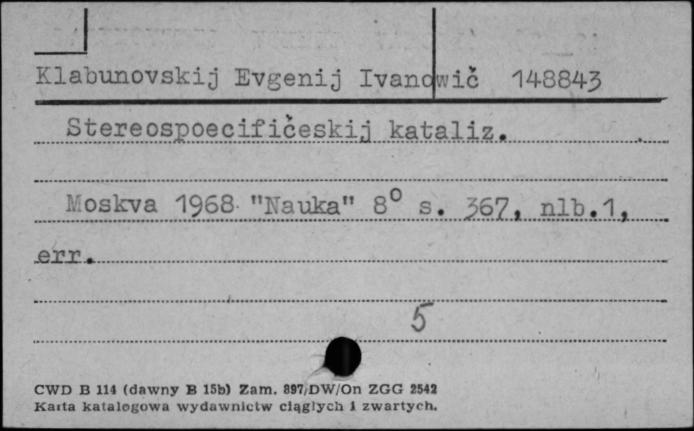 Klabunovskij Evgenij Ivanowič 148843
Stereospoecifičeskij kataliz.
Moskva 1968 "Nauka" 8° s. 367, nlb.1,
err.
5
CWD B 114 (dawny B 15b) Zam. 897/DW/On ZGG 2542
Karta katalogowa wydawnictw ciągłych i zwartych.